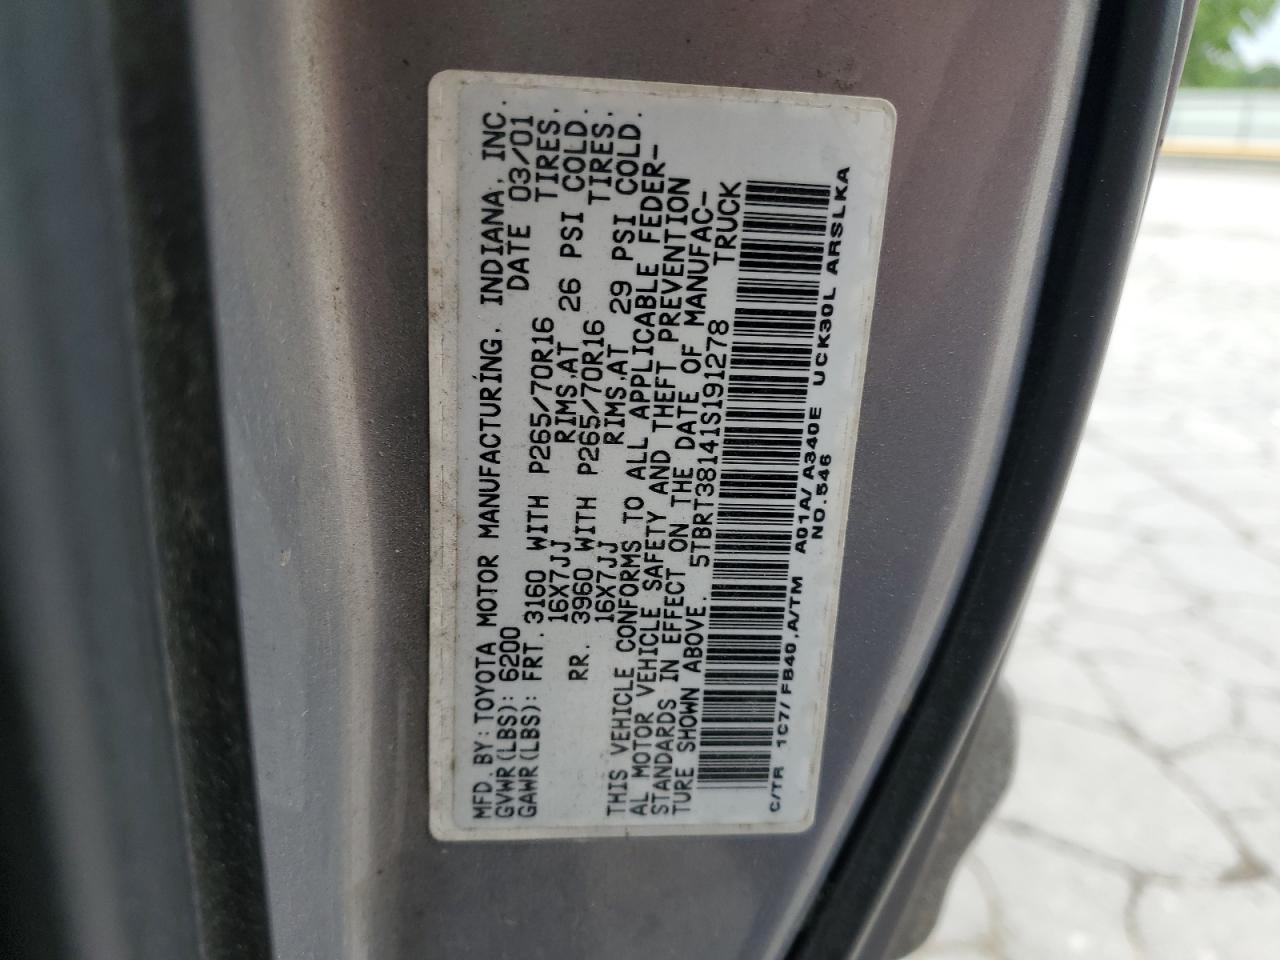 MFD. BY: TOYOTA MOTOR MANUFACTURING, INDIANA, INC.
GVWR(LBS): 6200 DATE 03/01
GAWR(LBS): FRT. 3160 WITH P265/70R16 TIRES.
16X7JJ RIMS.AT 26 PSI COLD.
RR. 3960 WITH P265/70R16 TIRES.
16X7JJ RIMS.AT 29 PSI COLD.
THIS VEHICLE CONFORMS TO ALL APPLICABLE FEDER-
AL MOTOR VEHICLE SAFETY AND THEFT PREVENTION
STANDARDS IN EFFECT ON THE DATE OF MANUFAC-
TURE SHOWN ABOVE. 5TBRT38141S191278 TRUCK
C/TR 1C7/FB40,A/TM A01A/A340E UCK30L ARSLKA
NO.546